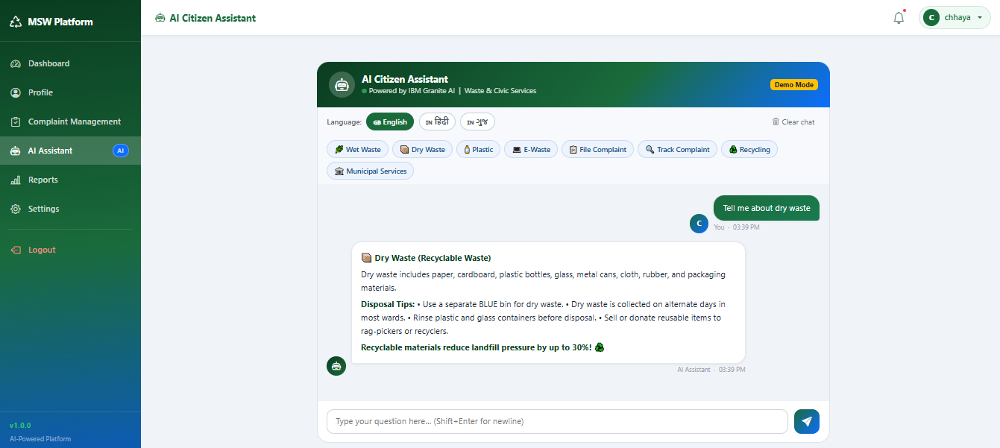 MSW Platform
AI Citizen Assistant
C chhaya
Dashboard
Profile
Complaint Management
AI Assistant AI
Reports
Settings
Logout
v1.0.0
AI-Powered Platform
AI Citizen Assistant
Powered by IBM Granite AI | Waste & Civic Services
Demo Mode
Language: GB English IN हिंदी IN ગુજ
Clear chat
Wet Waste Dry Waste Plastic E-Waste File Complaint Track Complaint Recycling
Municipal Services
Tell me about dry waste
C
You · 03:39 PM
Dry Waste (Recyclable Waste)
Dry waste includes paper, cardboard, plastic bottles, glass, metal cans, cloth, rubber, and packaging
materials.
Disposal Tips: • Use a separate BLUE bin for dry waste. • Dry waste is collected on alternate days in
most wards. • Rinse plastic and glass containers before disposal. • Sell or donate reusable items to
rag-pickers or recyclers.
Recyclable materials reduce landfill pressure by up to 30%!
AI Assistant · 03:39 PM
Type your question here... (Shift+Enter for newline)